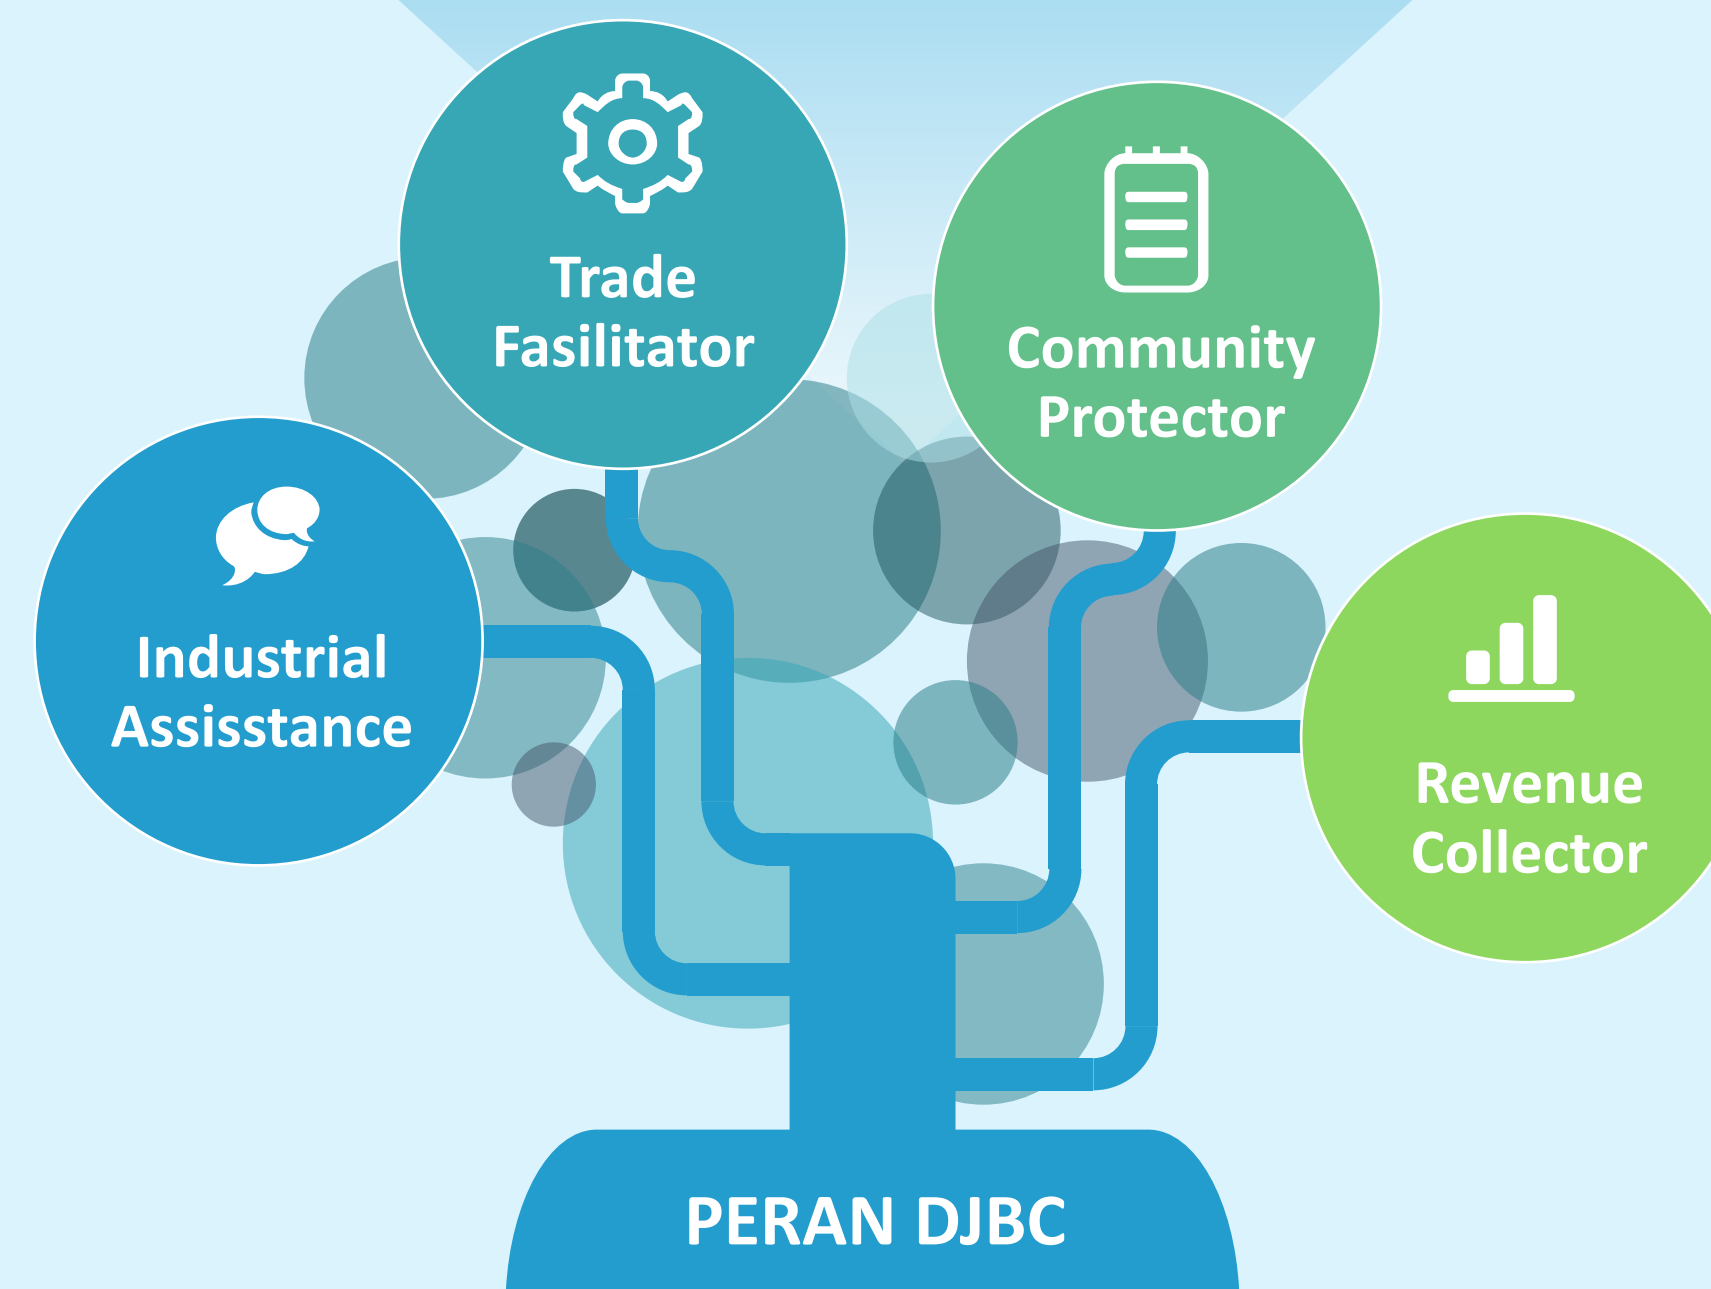 Trade
Fasilitator
Community
Protector
Industrial
Assisstance
Revenue
Collector
PERAN DJBC